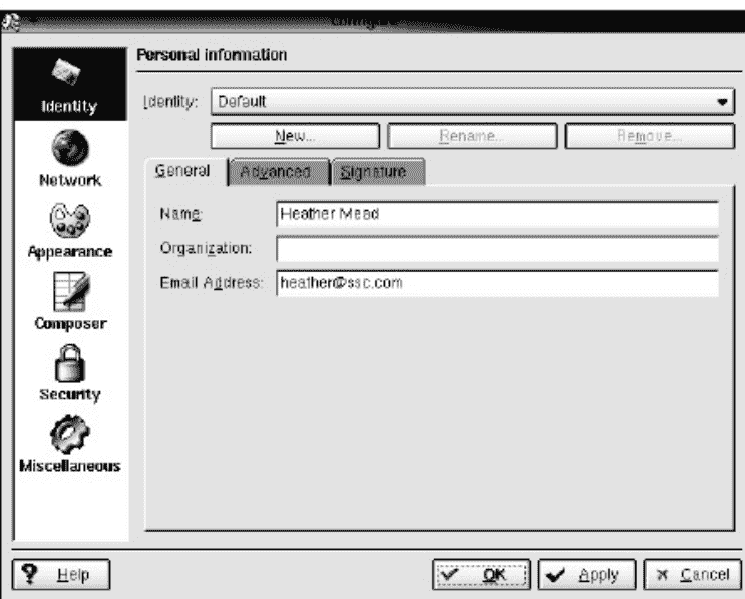 Personal information
Identity
Identity: Default
New... Rename... Remove...
Network
General Advanced Signature
Name: Heather Mead
Appearance
Organization:
Email Address: heather@ssc.com
Composer
Security
Miscellaneous
Help OK Apply Cancel